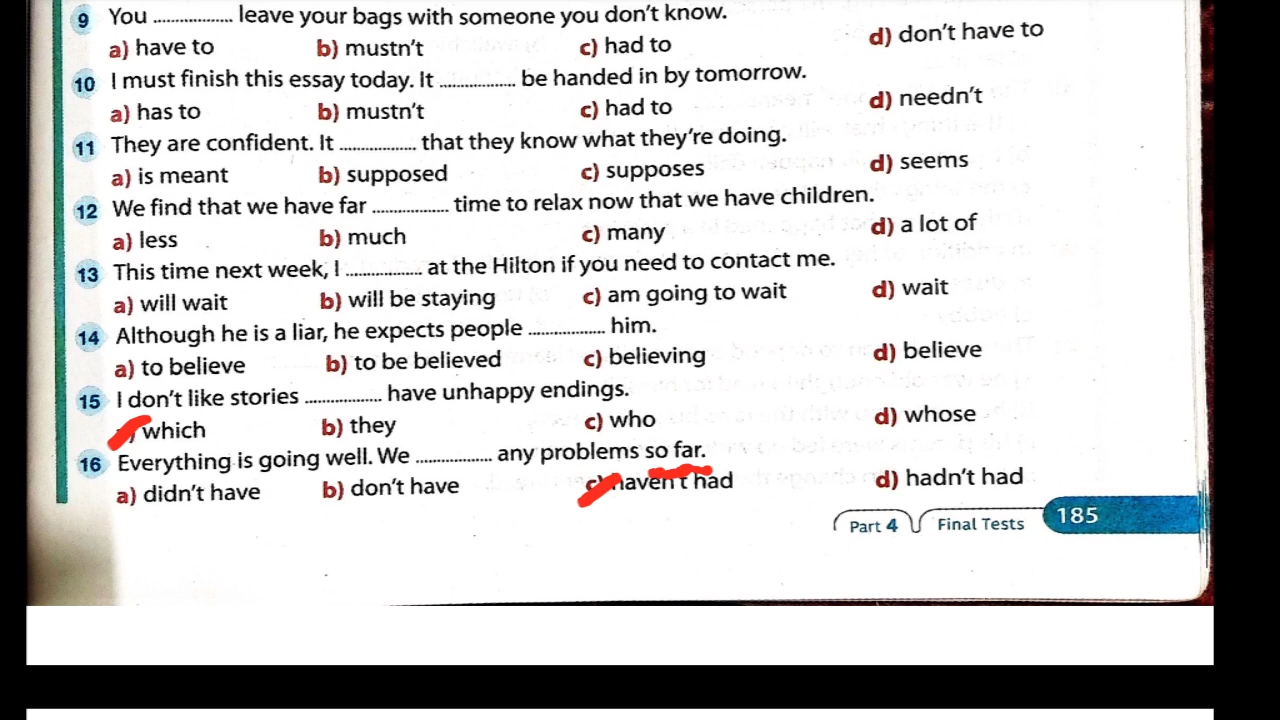 9 You .................. leave your bags with someone you don't know.
a) have to b) mustn't c) had to d) don't have to
10 I must finish this essay today. It .................. be handed in by tomorrow.
a) has to b) mustn't c) had to d) needn't
11 They are confident. It .................. that they know what they're doing.
a) is meant b) supposed c) supposes d) seems
12 We find that we have far .................. time to relax now that we have children.
a) less b) much c) many d) a lot of
13 This time next week, I .................. at the Hilton if you need to contact me.
a) will wait b) will be staying c) am going to wait d) wait
14 Although he is a liar, he expects people .................. him.
a) to believe b) to be believed c) believing d) believe
15 I don't like stories .................. have unhappy endings.
which b) they c) who d) whose
16 Everything is going well. We .................. any problems so far.
a) didn't have b) don't have c) haven't had d) hadn't had
Part 4 Final Tests 185